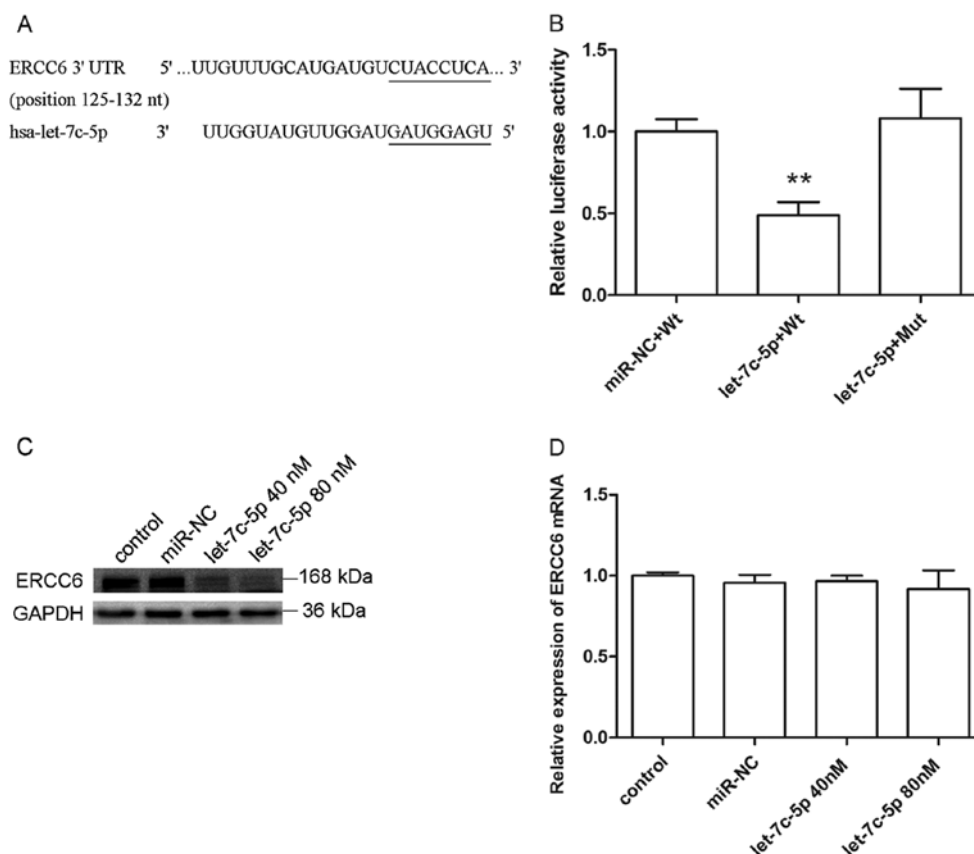 A
ERCC6 3' UTR 5' ...UUGUUUGCAUGAUGUCUACCUCA... 3'
(position 125-132 nt)
hsa-let-7c-5p 3' UUGGUAUGUUGGAUGAUGGAGU 5'
B
Relative luciferase activity
1.5
1.0
0.5
0.0
**
miR-NC+Wt
let-7c-5p+Wt
let-7c-5p+Mut
C
control
miR-NC
let-7c-5p 40 nM
let-7c-5p 80 nM
ERCC6
168 kDa
GAPDH
36 kDa
D
Relative expression of ERCC6 mRNA
1.5
1.0
0.5
0.0
control
miR-NC
let-7c-5p 40nM
let-7c-5p 80nM